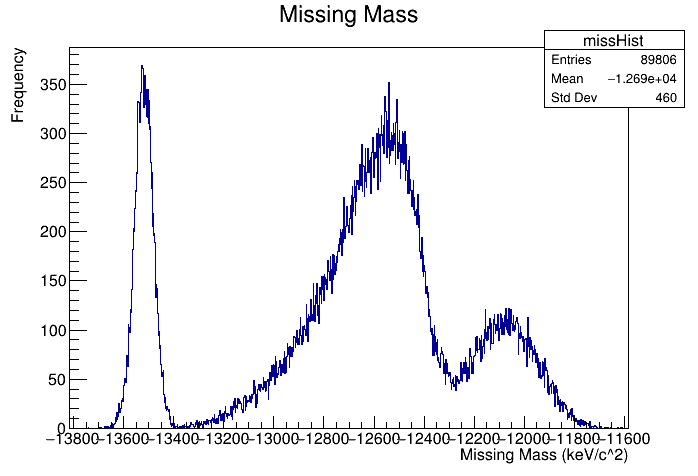 Missing Mass
missHist
Entries 89806
Mean −1.269e+04
Std Dev 460
Frequency
350
300
250
200
150
100
50
0
−13800 −13600 −13400 −13200 −13000 −12800 −12600 −12400 −12200 −12000 −11800 −11600
Missing Mass (keV/c^2)